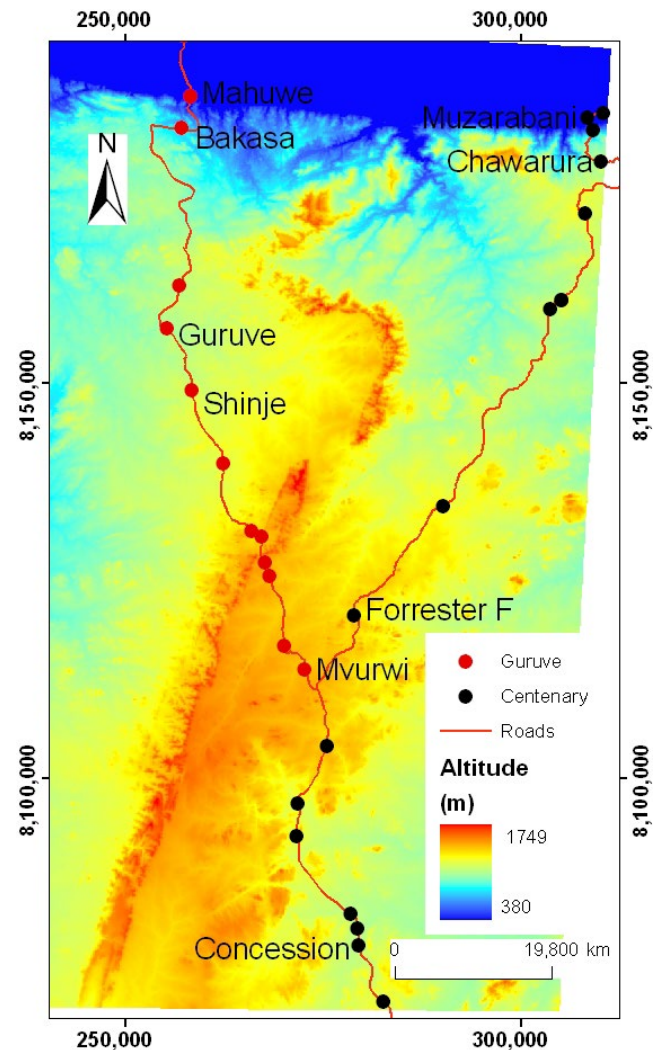 250,000 300,000
Mahuwe
Muzarabani
Bakasa
N
Chawarura
Guruve
8,150,000 8,150,000
Shinje
Forrester F
Mvurwi
Guruve
Centenary
Roads
Altitude
(m)
8,100,000 8,100,000
1749
380
Concession
0 19,800 km
250,000 300,000